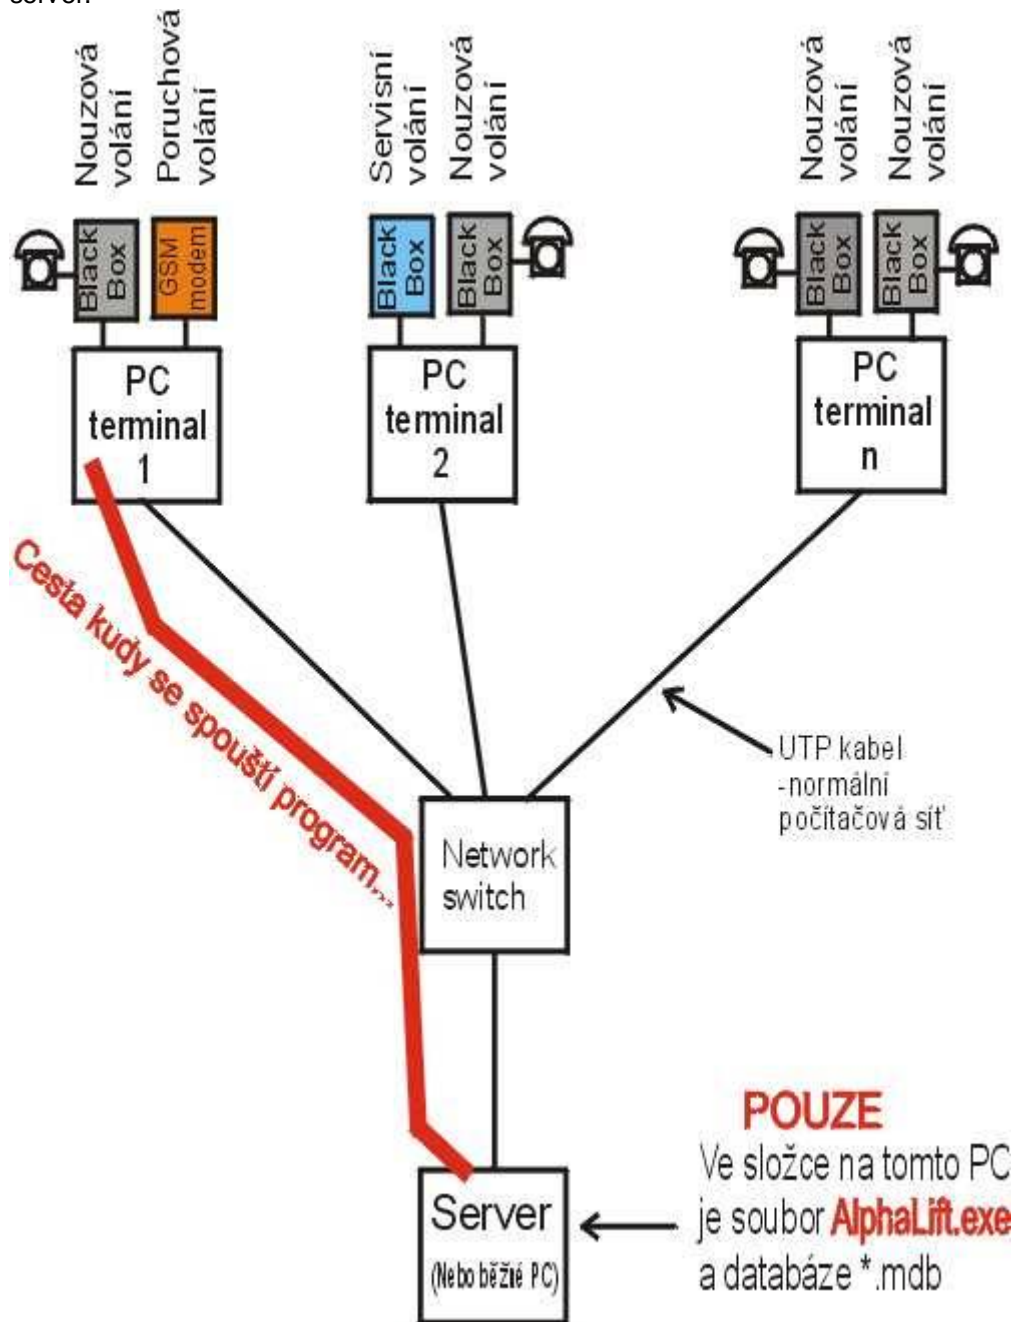 server.
Nouzová
volání
Poruchová
volání
Servisní
volání
Nouzová
volání
Nouzová
volání
Nouzová
volání
Black
Box
GSM
modem
Black
Box
Black
Box
Black
Box
Black
Box
PC
terminal
1
PC
terminal
2
PC
terminal
n
Cesta kudy se spouští program...
UTP kabel
-normální
počítačová síť
Network
switch
POUZE
Ve složce na tomto PC
je soubor AlphaLift.exe
a databáze *.mdb
Server
(Nebo běžné PC)